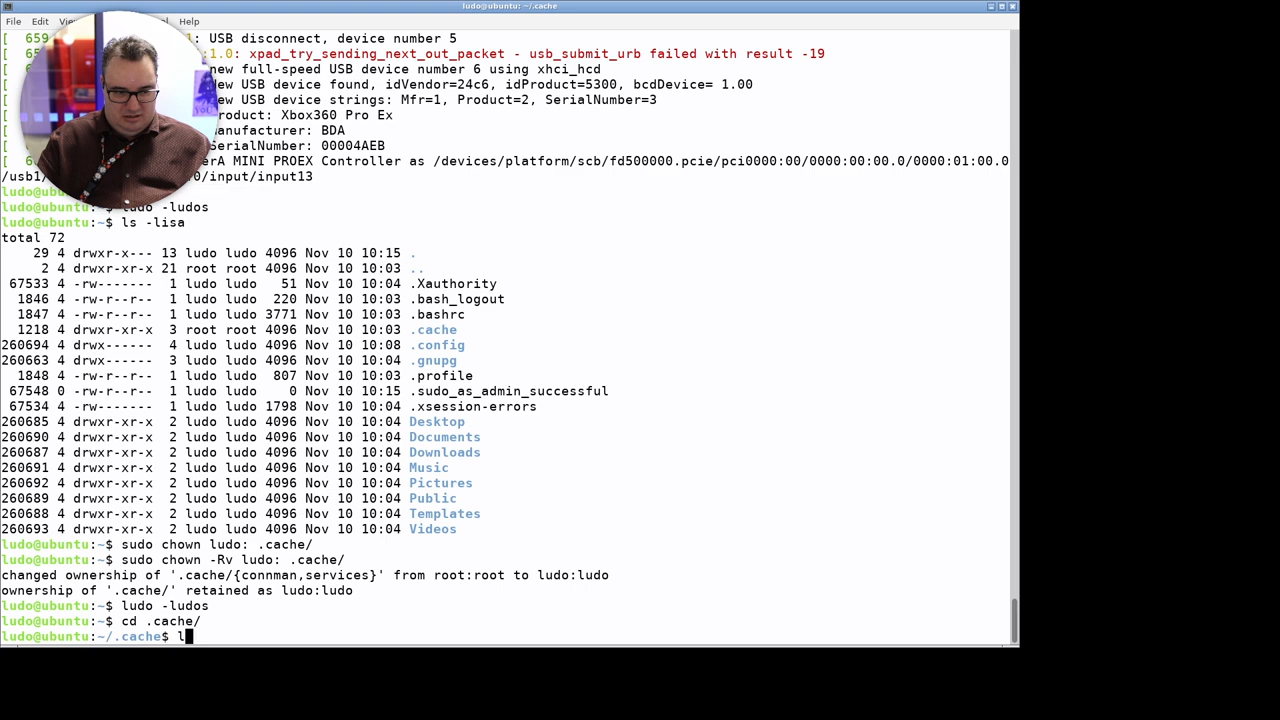 ludo@ubuntu: ~/.cache
File Edit Vi Help
[ 659 : USB disconnect, device number 5
[ 65 :1.0: xpad_try_sending_next_out_packet - usb_submit_urb failed with result -19
[ new full-speed USB device number 6 using xhci_hcd
[ ew USB device found, idVendor=24c6, idProduct=5300, bcdDevice= 1.00
[ ew USB device strings: Mfr=1, Product=2, SerialNumber=3
[ roduct: Xbox360 Pro Ex
[ anufacturer: BDA
[ SerialNumber: 00004AEB
[ 6 erA MINI PROEX Controller as /devices/platform/scb/fd500000.pcie/pci0000:00/0000:00:00.0/0000:01:00.0
/usb1/ 0/input/input13
ludo@ub
ludo@ubuntu:~$ ludo -ludos
ludo@ubuntu:~$ ls -lisa
total 72
29 4 drwxr-x--- 13 ludo ludo 4096 Nov 10 10:15 .
2 4 drwxr-xr-x 21 root root 4096 Nov 10 10:03 ..
67533 4 -rw------- 1 ludo ludo 51 Nov 10 10:04 .Xauthority
1846 4 -rw-r--r-- 1 ludo ludo 220 Nov 10 10:03 .bash_logout
1847 4 -rw-r--r-- 1 ludo ludo 3771 Nov 10 10:03 .bashrc
1218 4 drwxr-xr-x 3 root root 4096 Nov 10 10:03 .cache
260694 4 drwx------ 4 ludo ludo 4096 Nov 10 10:08 .config
260663 4 drwx------ 3 ludo ludo 4096 Nov 10 10:04 .gnupg
1848 4 -rw-r--r-- 1 ludo ludo 807 Nov 10 10:03 .profile
67548 0 -rw-r--r-- 1 ludo ludo 0 Nov 10 10:15 .sudo_as_admin_successful
67534 4 -rw------- 1 ludo ludo 1798 Nov 10 10:04 .xsession-errors
260685 4 drwxr-xr-x 2 ludo ludo 4096 Nov 10 10:04 Desktop
260690 4 drwxr-xr-x 2 ludo ludo 4096 Nov 10 10:04 Documents
260687 4 drwxr-xr-x 2 ludo ludo 4096 Nov 10 10:04 Downloads
260691 4 drwxr-xr-x 2 ludo ludo 4096 Nov 10 10:04 Music
260692 4 drwxr-xr-x 2 ludo ludo 4096 Nov 10 10:04 Pictures
260689 4 drwxr-xr-x 2 ludo ludo 4096 Nov 10 10:04 Public
260688 4 drwxr-xr-x 2 ludo ludo 4096 Nov 10 10:04 Templates
260693 4 drwxr-xr-x 2 ludo ludo 4096 Nov 10 10:04 Videos
ludo@ubuntu:~$ sudo chown ludo: .cache/
ludo@ubuntu:~$ sudo chown -Rv ludo: .cache/
changed ownership of '.cache/{connman,services}' from root:root to ludo:ludo
ownership of '.cache/' retained as ludo:ludo
ludo@ubuntu:~$ ludo -ludos
ludo@ubuntu:~$ cd .cache/
ludo@ubuntu:~/.cache$ l